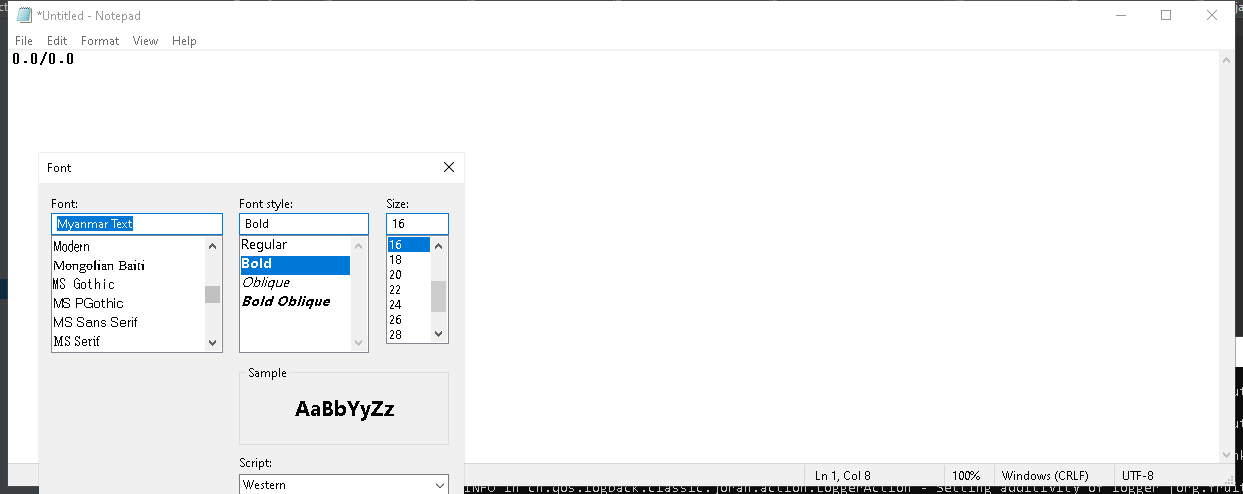 *Untitled - Notepad
File Edit Format View Help
0.0/0.0
Font
Font: Font style: Size:
Myanmar Text Bold 16
Modern Regular 16
Mongolian Baiti Bold 18
MS Gothic Oblique 20
MS PGothic Bold Oblique 22
MS Sans Serif 24
MS Serif 26
28
Sample
AaBbYyZz
Script:
Western
Ln 1, Col 8 100% Windows (CRLF) UTF-8
INFO in ch.qos.logback.classic.joran.action.LoggerAction - Setting additivity of logger [org.fruit